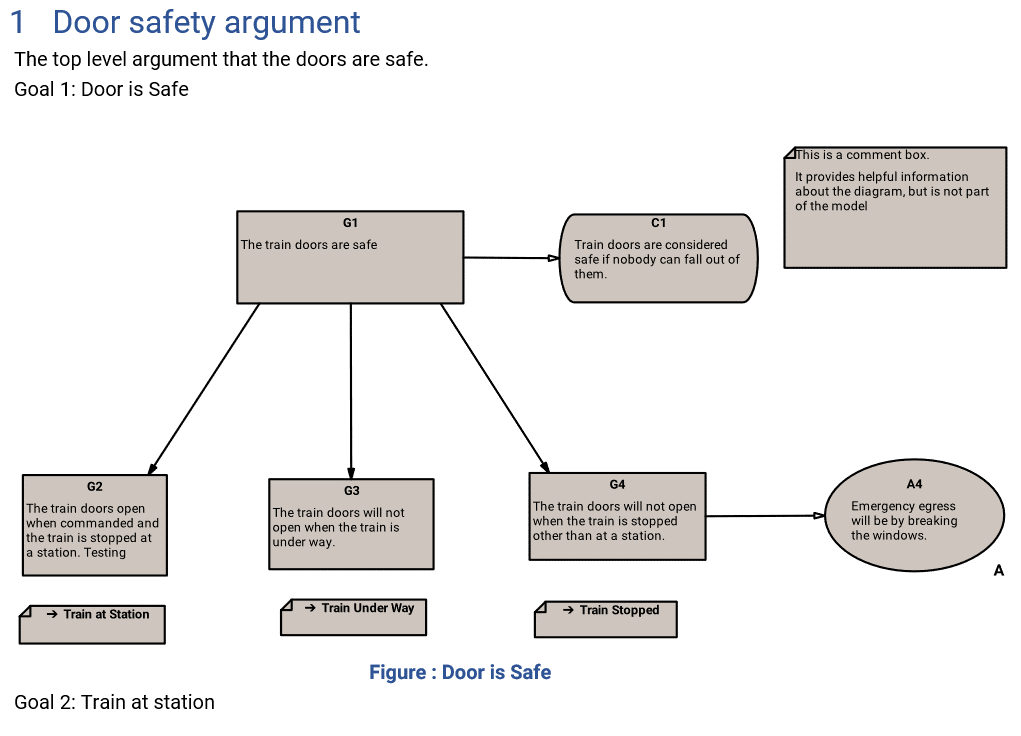 1 Door safety argument
The top level argument that the doors are safe.
Goal 1: Door is Safe
This is a comment box.
It provides helpful information
about the diagram, but is not part
of the model
G1
The train doors are safe
C1
Train doors are considered
safe if nobody can fall out of
them.
G2
The train doors open
when commanded and
the train is stopped at
a station. Testing
G3
The train doors will not
open when the train is
under way.
G4
The train doors will not open
when the train is stopped
other than at a station.
A4
Emergency egress
will be by breaking
the windows.
A
→ Train at Station
→ Train Under Way
→ Train Stopped
Figure : Door is Safe
Goal 2: Train at station